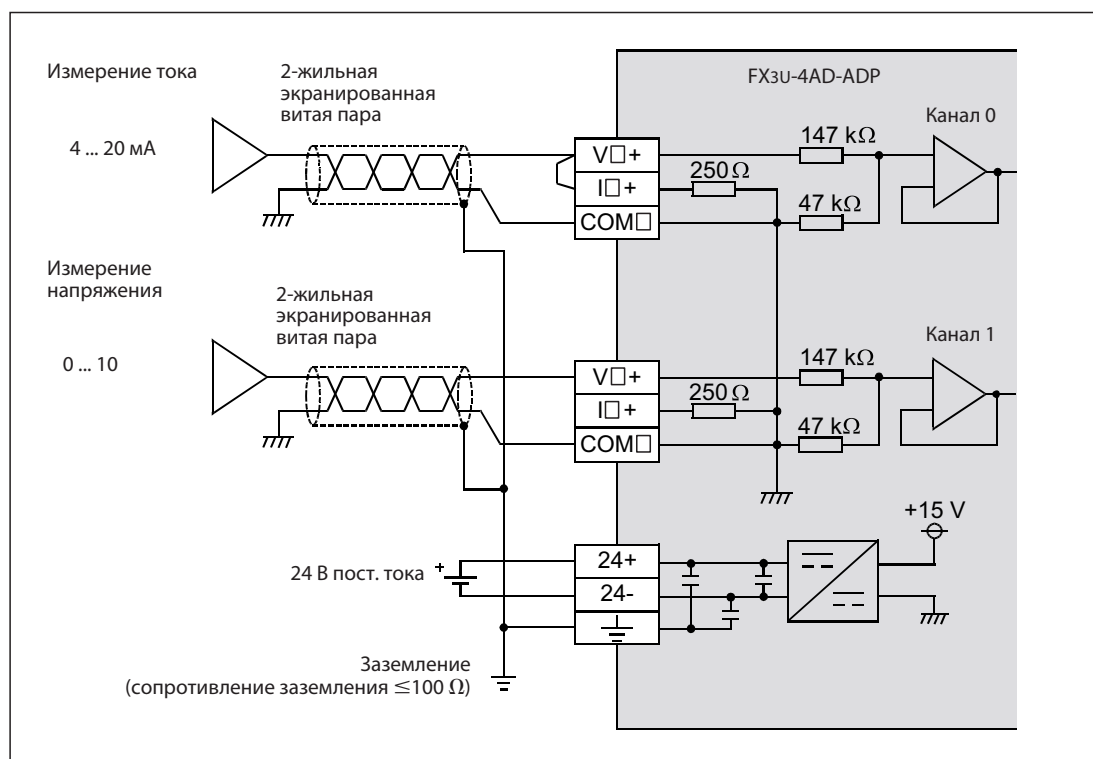 FX3U-4AD-ADP
Измерение тока
2-жильная
экранированная
витая пара
Канал 0
4 ... 20 мА
V□+
I□+
COM□
147 kΩ
250 Ω
47 kΩ
Измерение
напряжения
2-жильная
экранированная
витая пара
Канал 1
0 ... 10
V□+
I□+
COM□
147 kΩ
250 Ω
47 kΩ
+15 V
24 В пост. тока
+
24+
24-
Заземление
(сопротивление заземления ≤100 Ω)